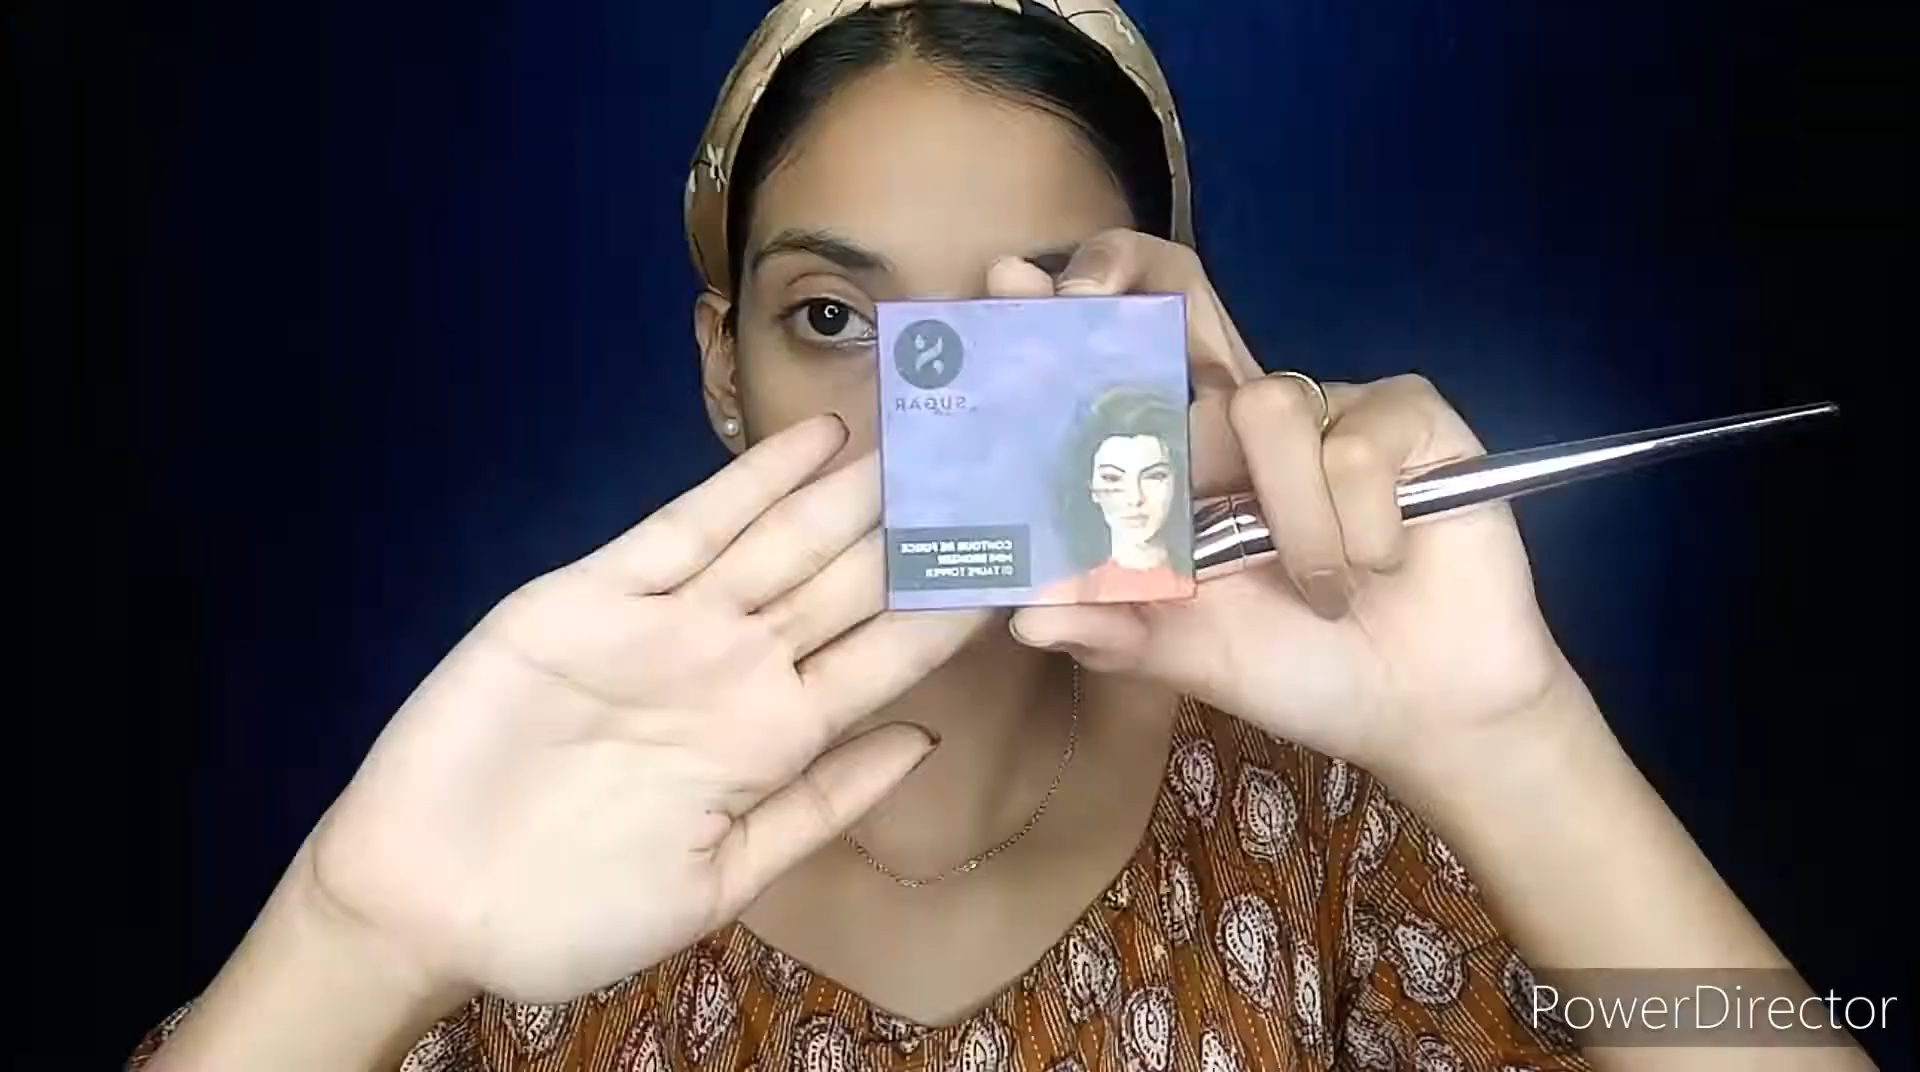 SUGAR
CONTOUR DE FORCE
MINI BRONZER
01 TAUPE TOPPER
PowerDirector